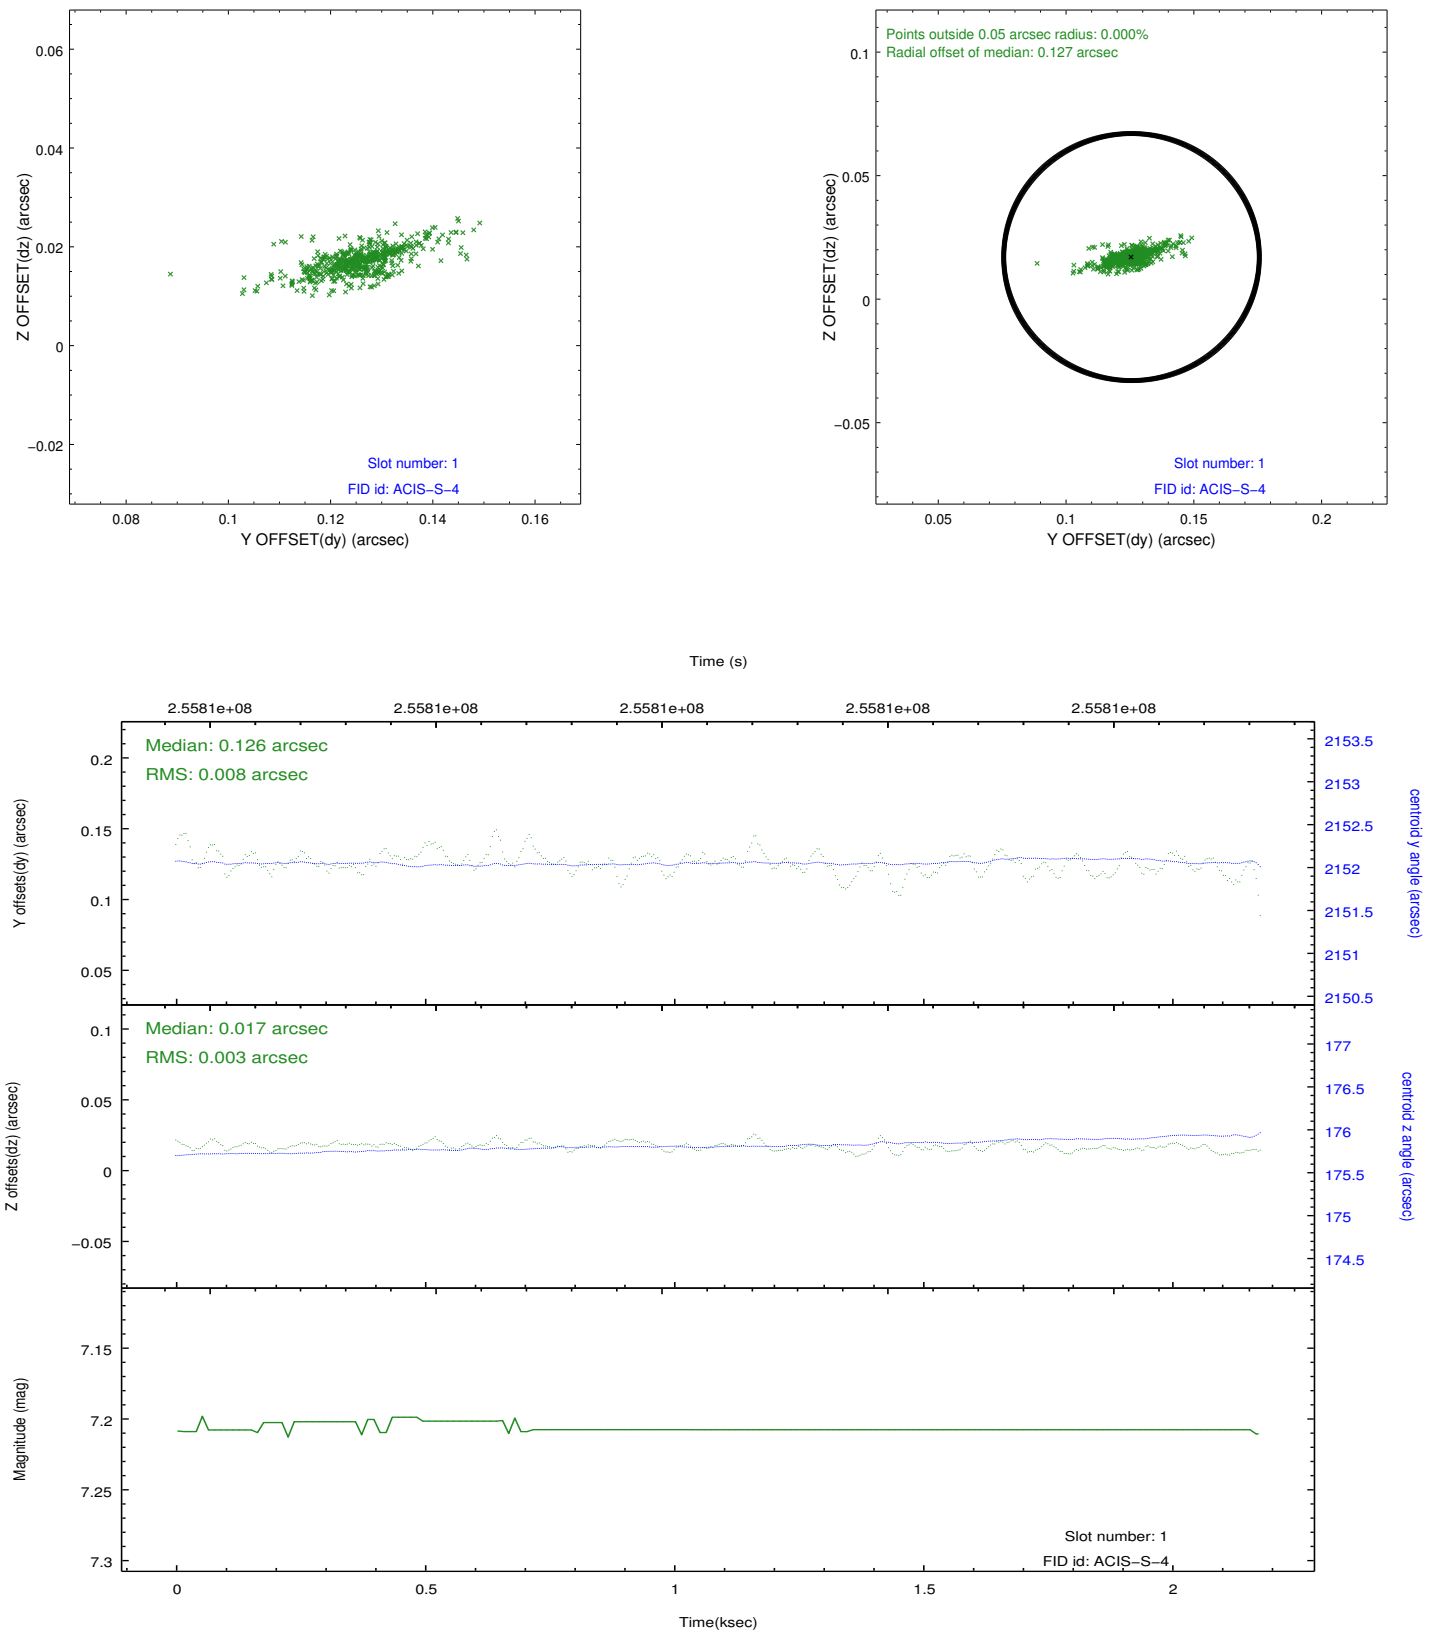 0.06
0.04
0.02
0
−0.02
Z OFFSET(dz) (arcsec)
Slot number: 1
FID id: ACIS−S−4
0.08 0.1 0.12 0.14 0.16
Y OFFSET(dy) (arcsec)
Points outside 0.05 arcsec radius: 0.000%
Radial offset of median: 0.127 arcsec
0.1
0.05
0
−0.05
Z OFFSET(dz) (arcsec)
Slot number: 1
FID id: ACIS−S−4
0.05 0.1 0.15 0.2
Y OFFSET(dy) (arcsec)
Time (s)
2.5581e+08 2.5581e+08 2.5581e+08 2.5581e+08 2.5581e+08
Median: 0.126 arcsec
RMS: 0.008 arcsec
0.2
0.15
0.1
0.05
Y offsets(dy) (arcsec)
2153.5
2153
2152.5
2152
2151.5
2151
2150.5
centroid y angle (arcsec)
Median: 0.017 arcsec
RMS: 0.003 arcsec
0.1
0.05
0
−0.05
Z offsets(dz) (arcsec)
177
176.5
176
175.5
175
174.5
centroid z angle (arcsec)
7.15
7.2
7.25
7.3
Magnitude (mag)
Slot number: 1
FID id: ACIS−S−4
0 0.5 1 1.5 2
Time(ksec)